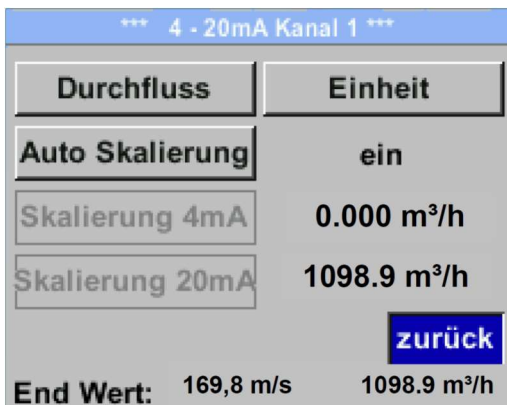 *** 4 - 20mA Kanal 1 ***
Durchfluss Einheit
Auto Skalierung ein
Skalierung 4mA 0.000 m³/h
Skalierung 20mA 1098.9 m³/h
zurück
End Wert: 169,8 m/s 1098.9 m³/h